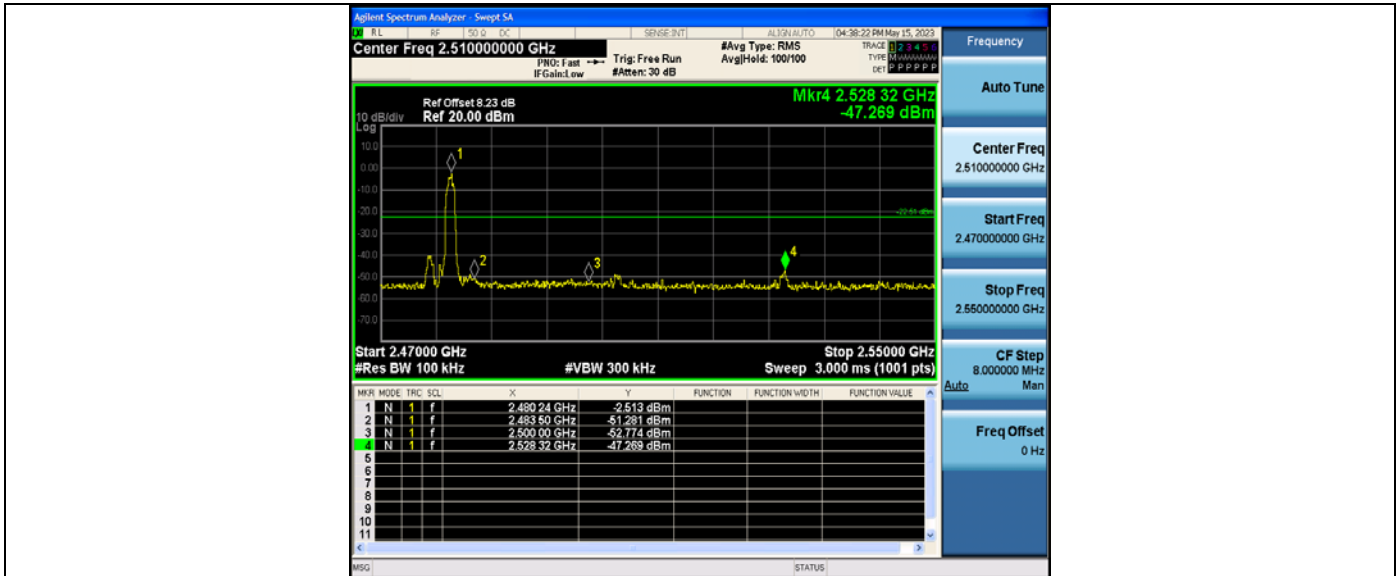 Agilent Spectrum Analyzer - Swept SA
RL RF 50 Ω DC SENSE:INT ALIGN AUTO 04:38:22 PM May 15, 2023
Center Freq 2.510000000 GHz
PNO: Fast
IFGain:Low
Trig: Free Run
#Atten: 30 dB
#Avg Type: RMS
Avg|Hold: 100/100
TRACE 1 2 3 4 5 6
TYPE M
DET P P P P P P
Mkr4 2.528 32 GHz
-47.269 dBm
Ref Offset 8.23 dB
10 dB/div Ref 20.00 dBm
Log
10.0
0.00
-10.0
-20.0
-30.0
-40.0
-50.0
-60.0
-70.0
-22.51 dBm
1
2
3
4
Start 2.47000 GHz Stop 2.55000 GHz
#Res BW 100 kHz #VBW 300 kHz Sweep 3.000 ms (1001 pts)
MKR MODE TRC SCL X Y FUNCTION FUNCTION WIDTH FUNCTION VALUE
1 N 1 f 2.480 24 GHz -2.513 dBm
2 N 1 f 2.483 50 GHz -51.281 dBm
3 N 1 f 2.500 00 GHz -52.774 dBm
4 N 1 f 2.528 32 GHz -47.269 dBm
5
6
7
8
9
10
11
MSG STATUS
Frequency
Auto Tune
Center Freq
2.510000000 GHz
Start Freq
2.470000000 GHz
Stop Freq
2.550000000 GHz
CF Step
8.000000 MHz
Auto Man
Freq Offset
0 Hz